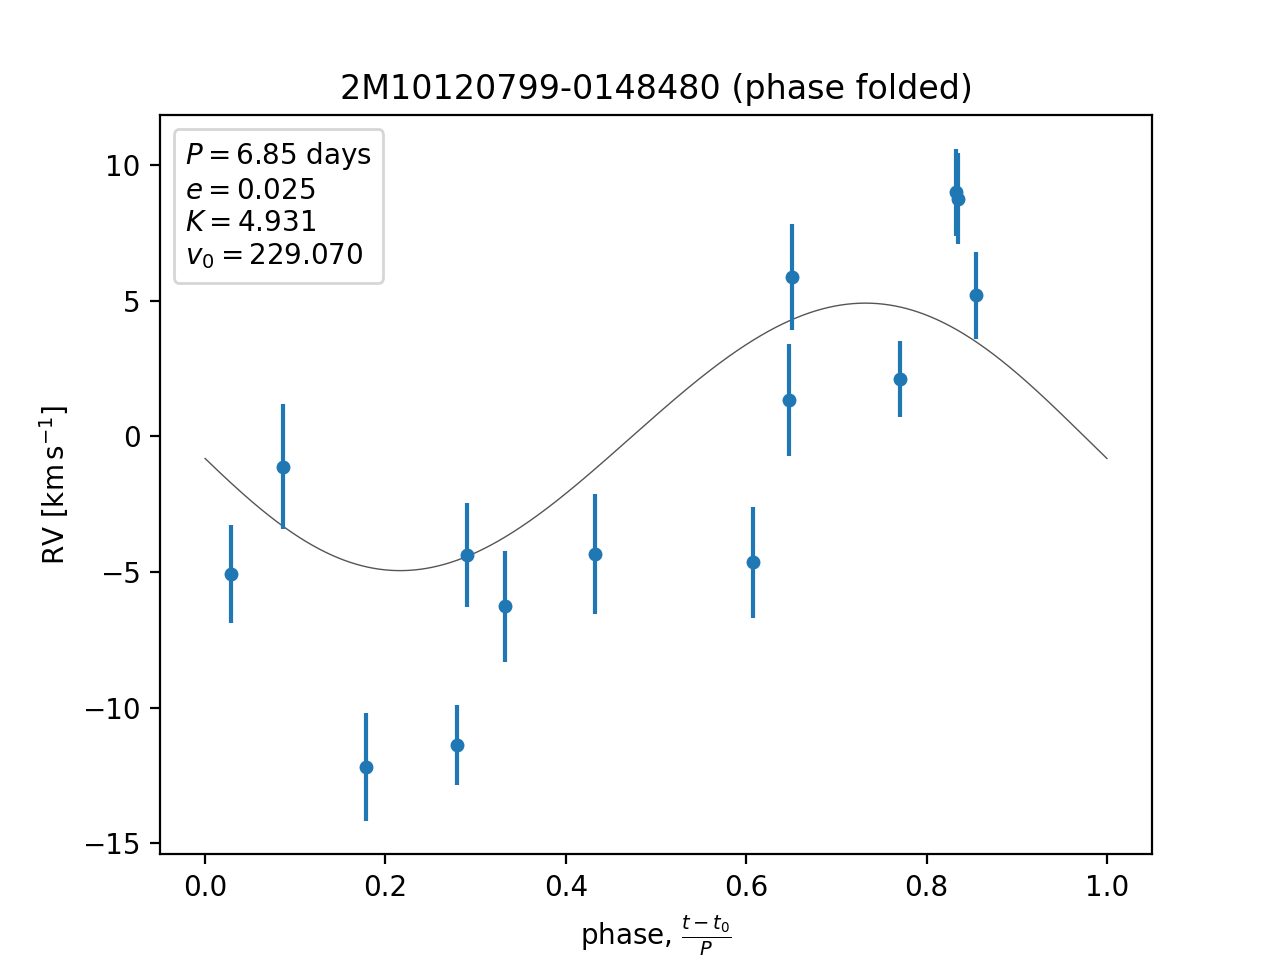 2M10120799-0148480 (phase folded)
P = 6.85 days
e = 0.025
K = 4.931
v₀ = 229.070
10
5
0
−5
−10
−15
RV [km s⁻¹]
0.0 0.2 0.4 0.6 0.8 1.0
phase, (t − t₀)/P